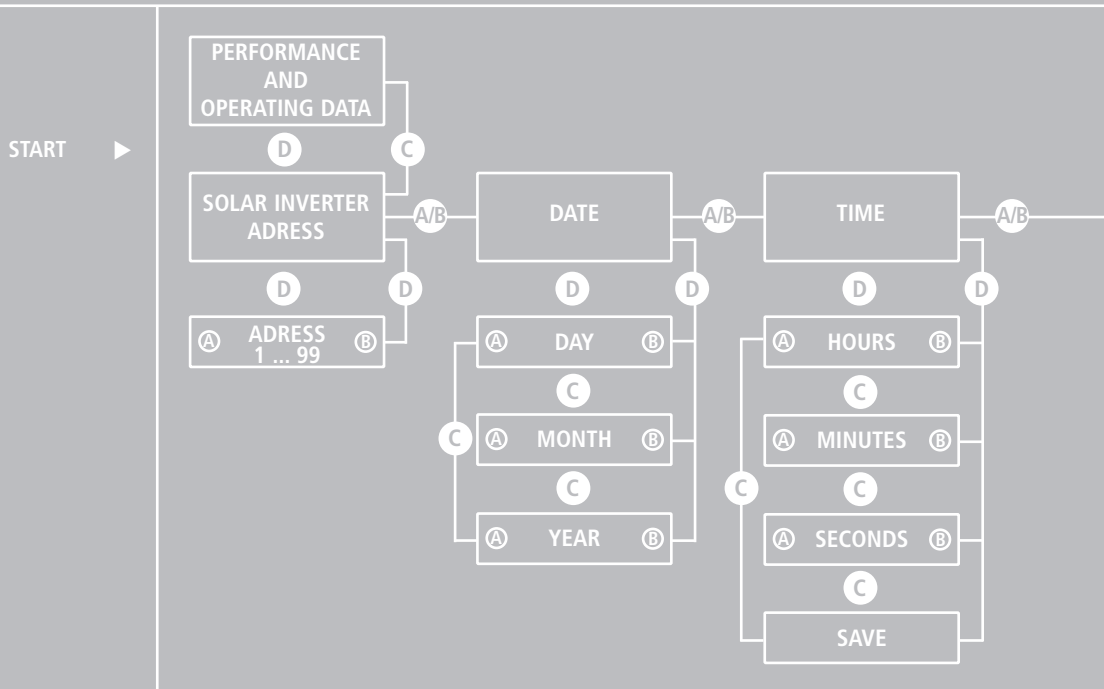 START
PERFORMANCE
AND
OPERATING DATA
D
C
SOLAR INVERTER
ADRESS
A/B
DATE
A/B
TIME
A/B
D
D
D
D
D
D
A ADRESS B
1 ... 99
A DAY B
A HOURS B
C
C
C
A MONTH B
A MINUTES B
C
C
C
A YEAR B
A SECONDS B
C
SAVE